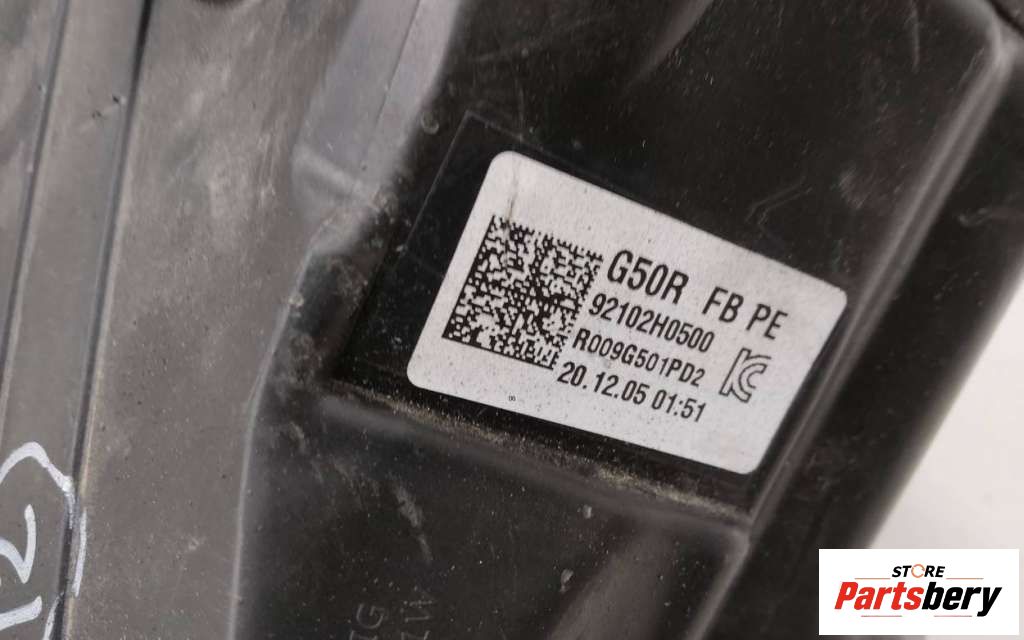 G50R FB PE
92102H0500
R009G501PD2
20.12.05 01:51
STORE
Partsbery